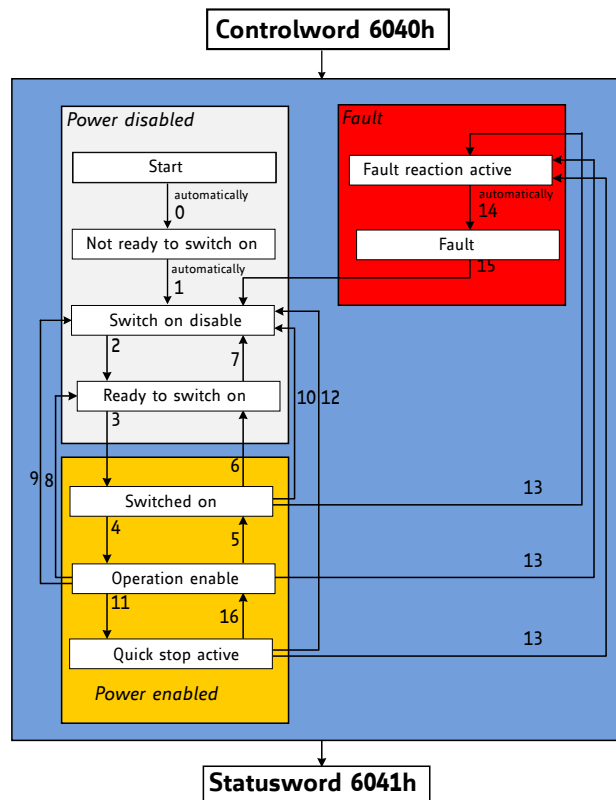 Controlword 6040h
Power disabled
Fault
Start
Fault reaction active
automatically
0
automatically
14
Not ready to switch on
Fault
automatically
1
15
Switch on disable
2
7
Ready to switch on
10
12
3
9
8
6
Switched on
13
4
5
13
Operation enable
11
16
13
Quick stop active
Power enabled
Statusword 6041h